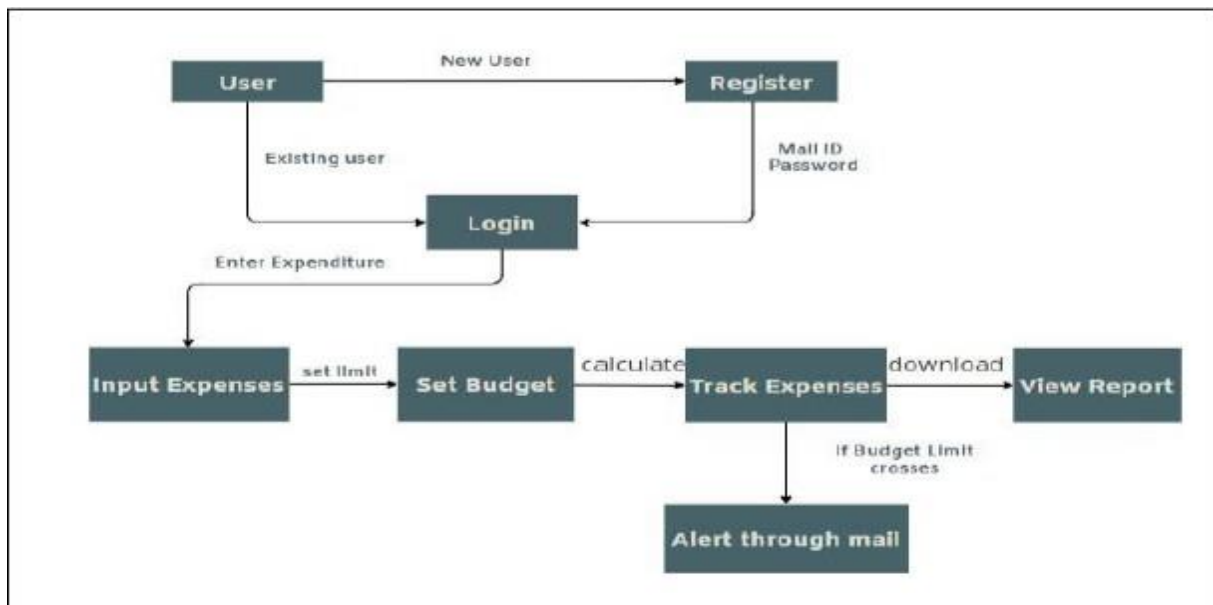 New User
User
Register
Existing user
Mail ID
Password
Login
Enter Expenditure
Input Expenses
set limit
Set Budget
calculate
Track Expenses
download
View Report
If Budget Limit
crosses
Alert through mail